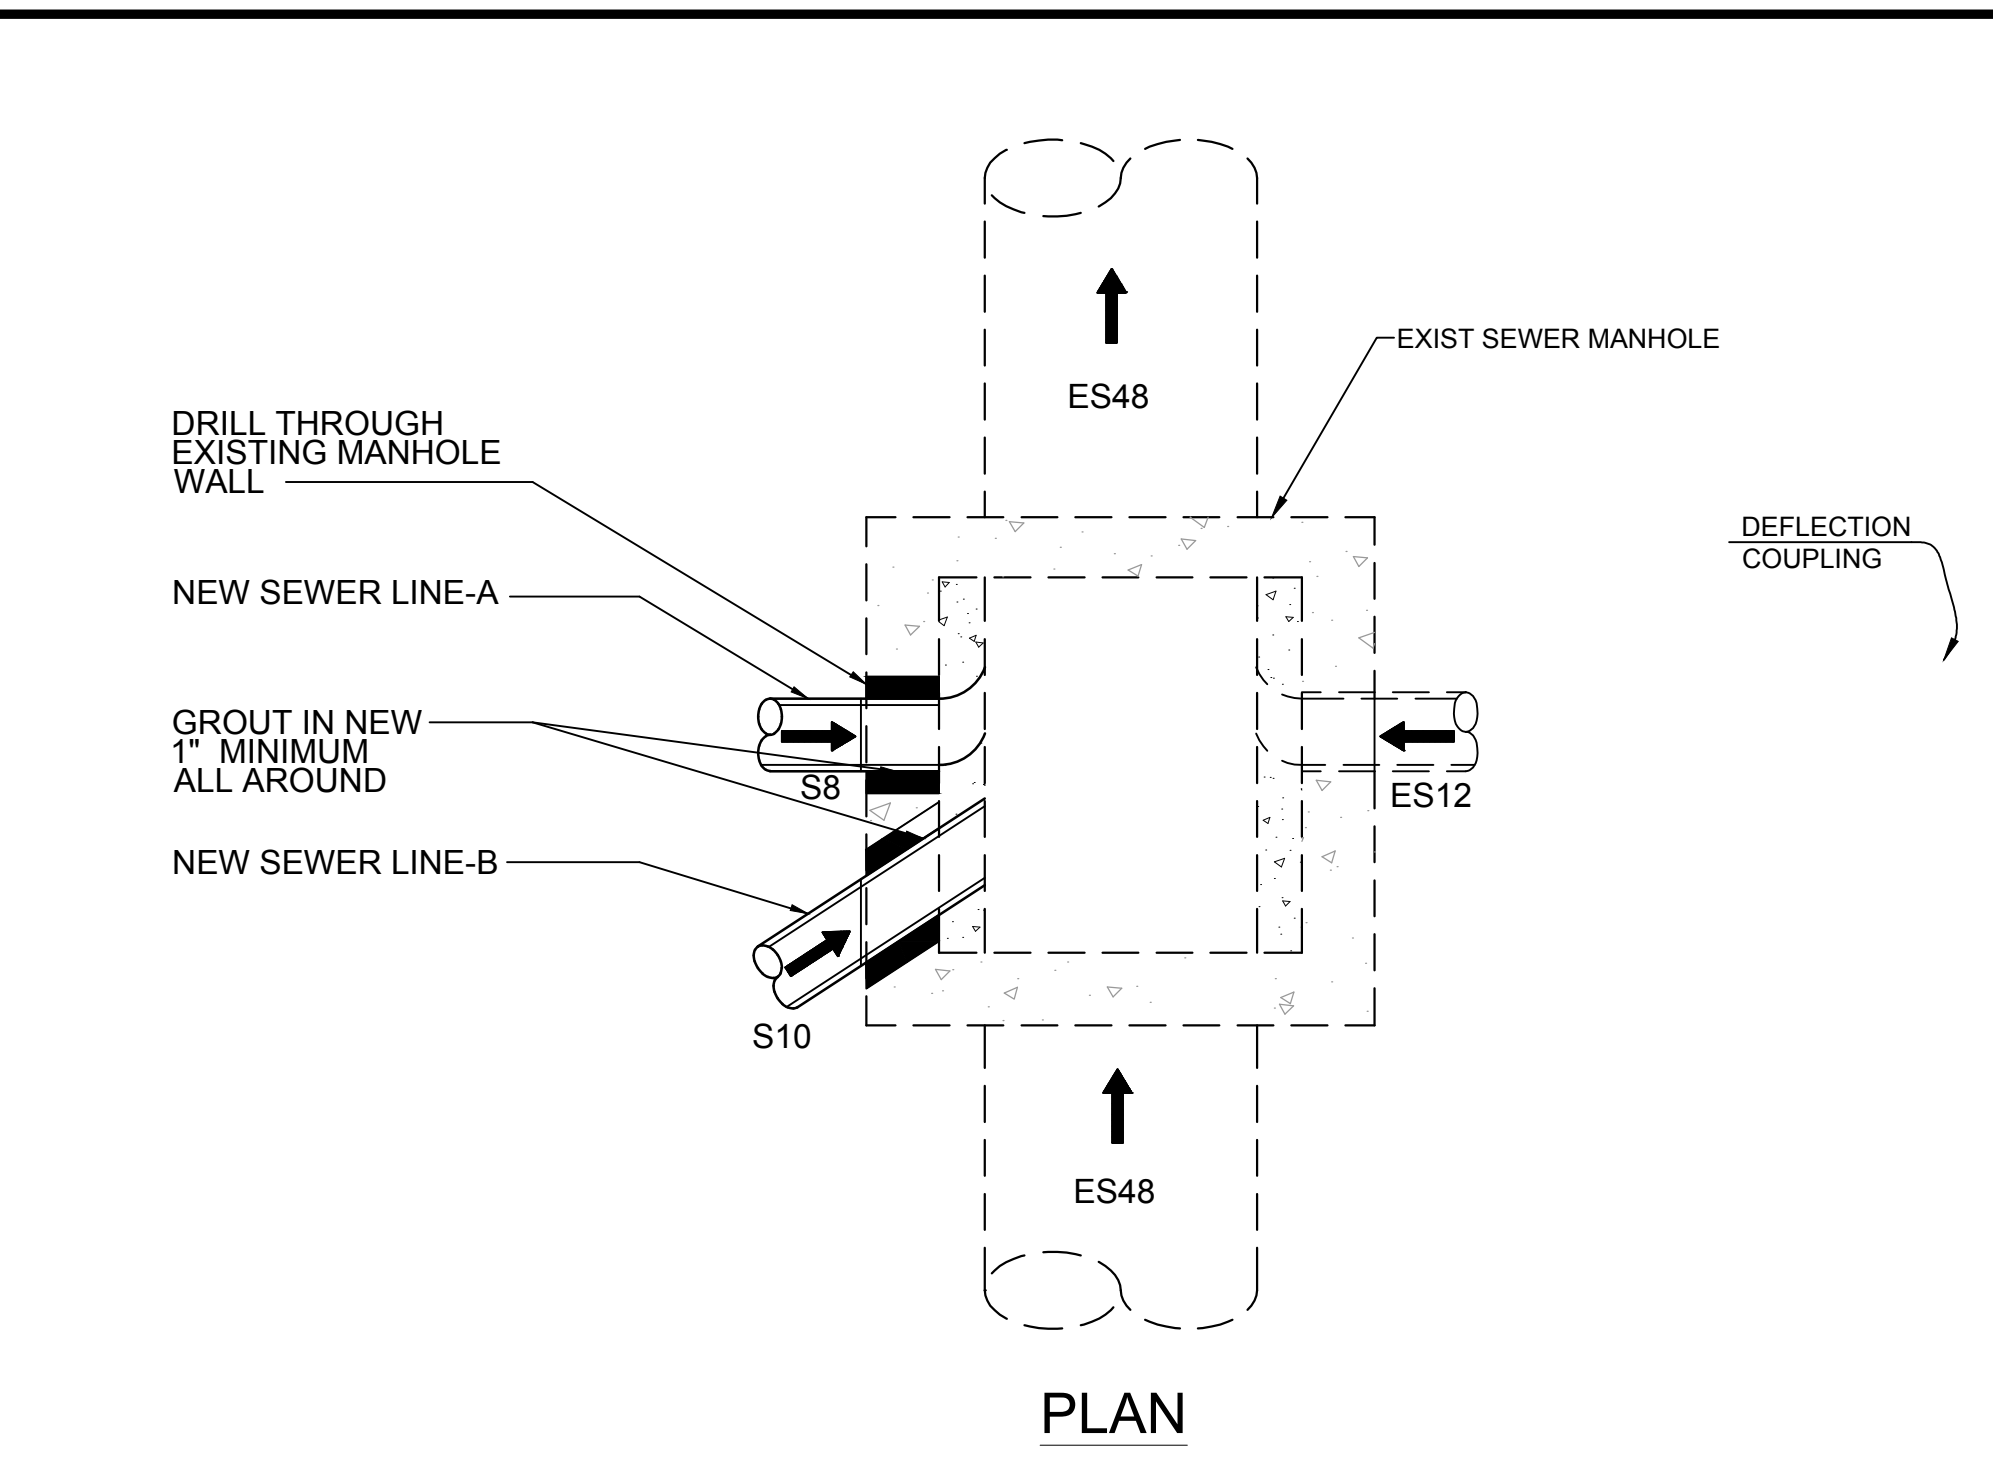 ES48
EXIST SEWER MANHOLE
DRILL THROUGH
EXISTING MANHOLE
WALL
DEFLECTION
COUPLING
NEW SEWER LINE-A
GROUT IN NEW
1" MINIMUM
ALL AROUND
S8
ES12
NEW SEWER LINE-B
S10
ES48
PLAN